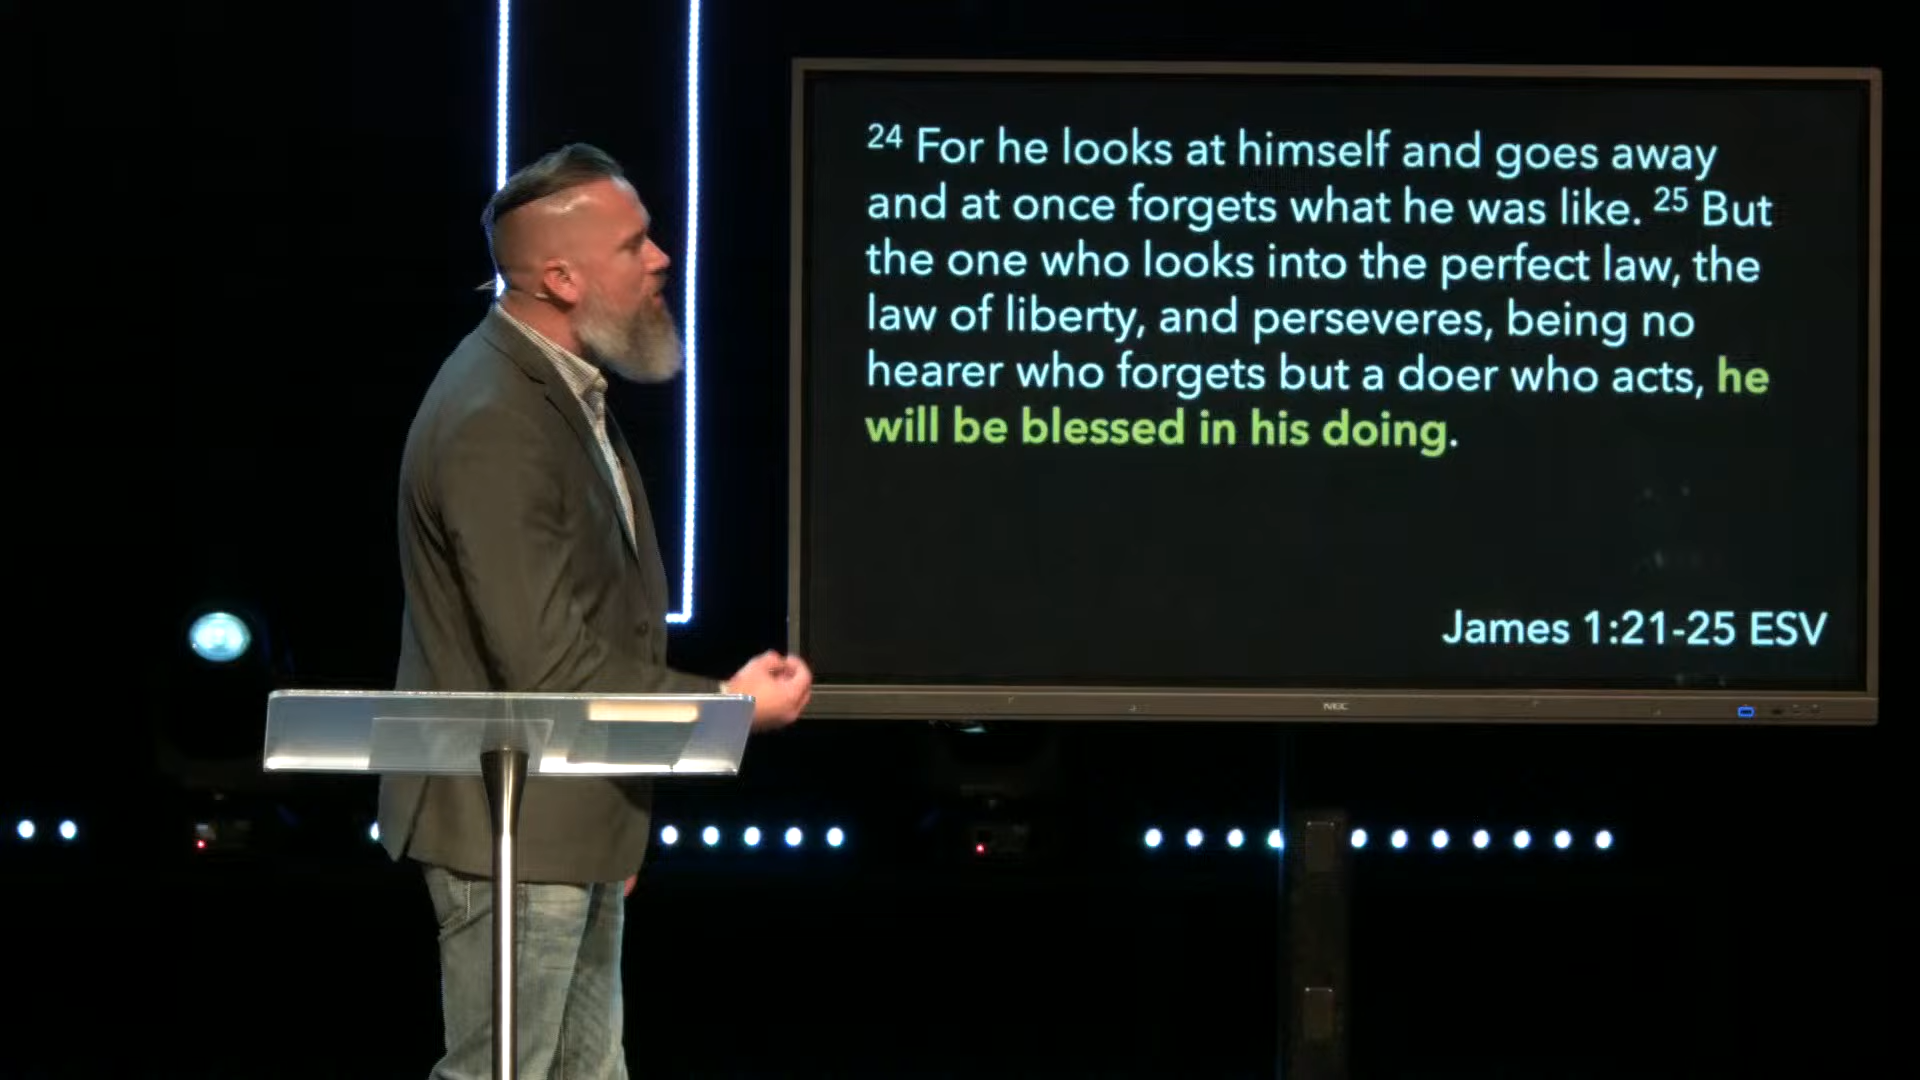 24 For he looks at himself and goes away
and at once forgets what he was like. 25 But
the one who looks into the perfect law, the
law of liberty, and perseveres, being no
hearer who forgets but a doer who acts, he
will be blessed in his doing.
James 1:21-25 ESV
NEC